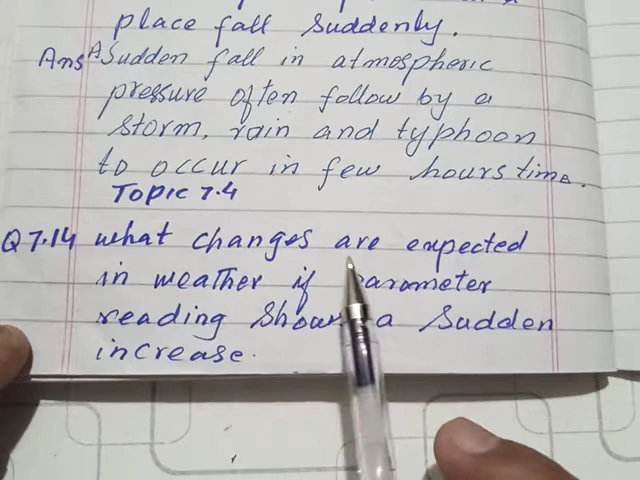 place fall suddenly.
Ans A Sudden fall in atmospheric
pressure often follow by a
storm, rain and typhoon
to occur in few hours time.
Topic 7.4
Q 7.14 what changes are expected
in weather if barometer
reading shows a sudden
increase.